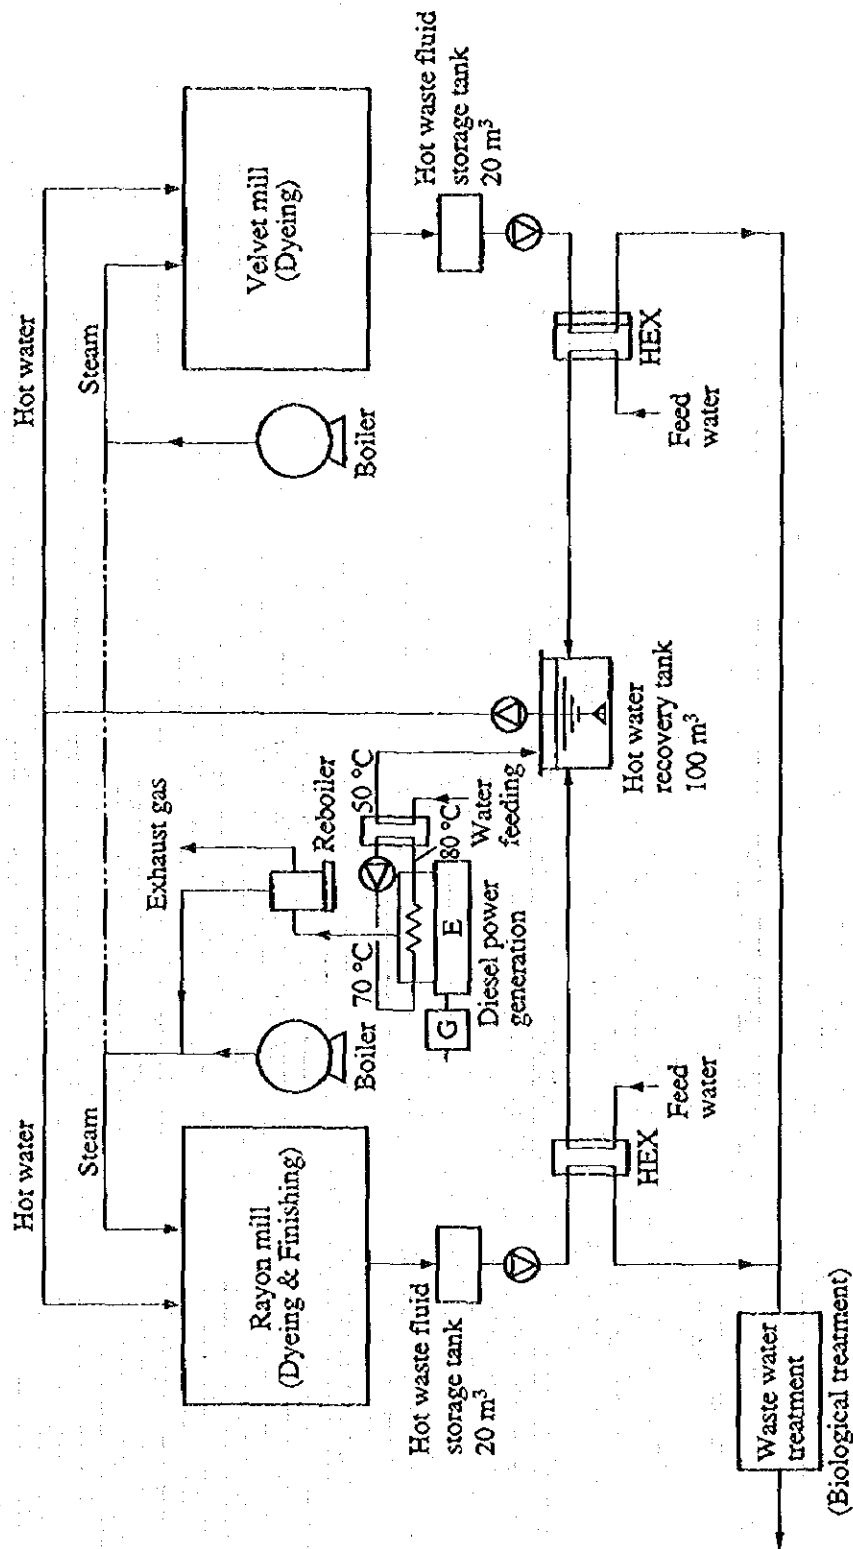 Hot water
Hot water
Steam
Steam
Rayon mill
(Dyeing & Finishing)
Velvet mill
(Dyeing)
Exhaust gas
Reboiler
Boiler
Boiler
70 °C
50 °C
80 °C
Water
feeding
G
E
Diesel power
generation
Hot waste fluid
storage tank
20 m³
Hot waste fluid
storage tank
20 m³
HEX
Feed
water
Hot water
recovery tank
100 m³
HEX
Feed
water
Waste water
treatment
(Biological treatment)